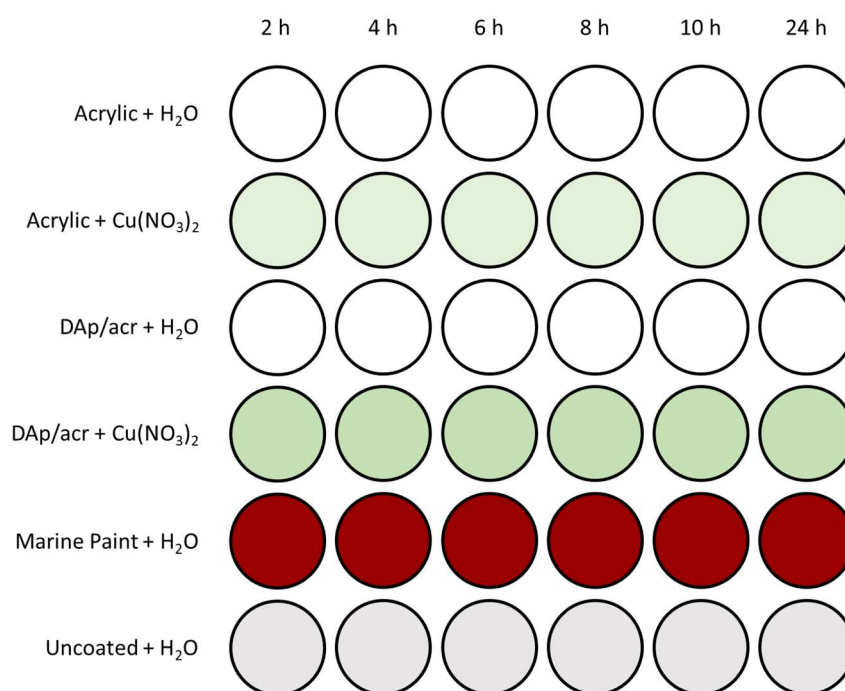 2 h 4 h 6 h 8 h 10 h 24 h
Acrylic + H₂O
Acrylic + Cu(NO₃)₂
DAp/acr + H₂O
DAp/acr + Cu(NO₃)₂
Marine Paint + H₂O
Uncoated + H₂O